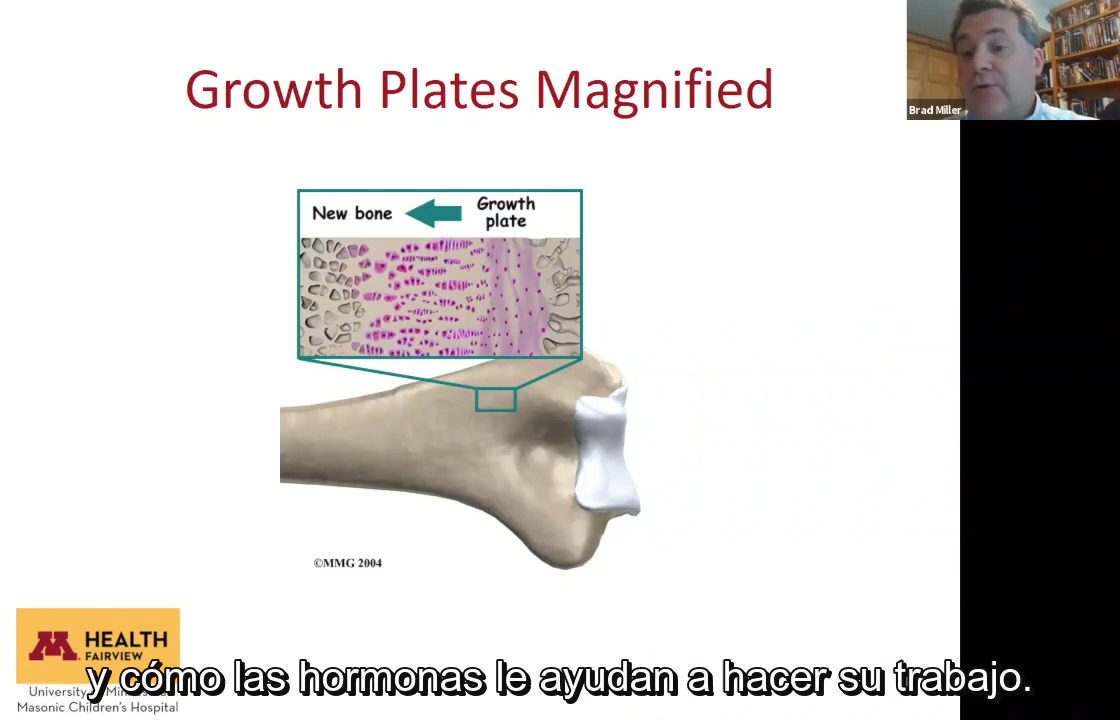 Growth Plates Magnified
Brad Miller
New bone
Growth
plate
©MMG 2004
M HEALTH
FAIRVIEW
y cómo las hormonas le ayudan a hacer su trabajo.
University
Masonic Children's Hospital